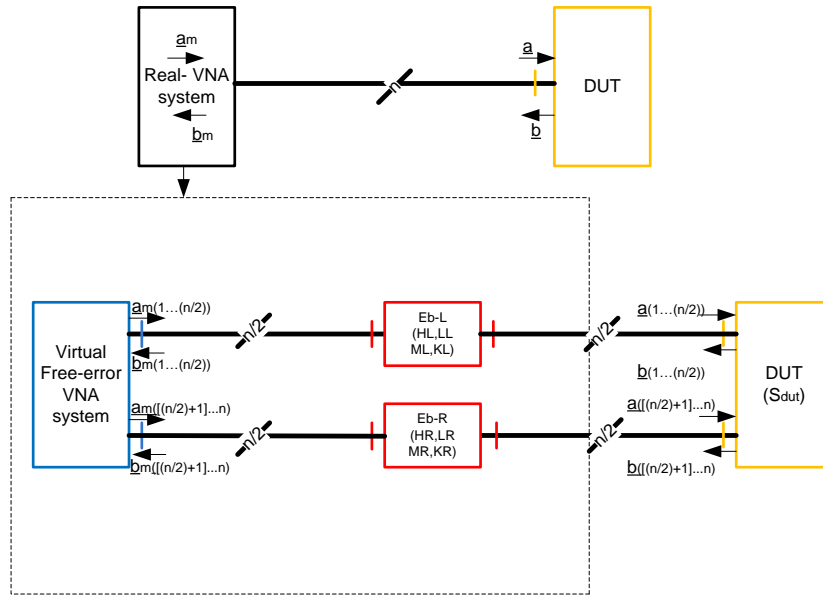 am
Real- VNA
system
bm
n
a
b
DUT
am(1...(n/2))
bm(1...(n/2))
n/2
Eb-L
(HL,LL
ML,KL)
n/2
a(1...(n/2))
b(1...(n/2))
Virtual
Free-error
VNA
system
am([(n/2)+1]...n)
bm([(n/2)+1]...n)
n/2
Eb-R
(HR,LR
MR,KR)
n/2
a([(n/2)+1]...n)
b([(n/2)+1]...n)
DUT
(Sdut)